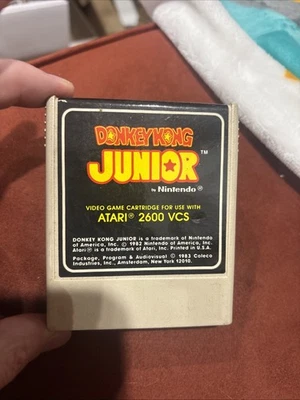 DONKEY KONG
JUNIOR™
by Nintendo®
VIDEO GAME CARTRIDGE FOR USE WITH
ATARI® 2600 VCS
DONKEY KONG JUNIOR is a trademark of Nintendo
of America, Inc. © 1982 Nintendo of America, Inc.
Atari® is a trademark of Atari, Inc. Printed in U.S.A.
Package, Program & Audiovisual © 1983 Coleco
Industries, Inc., Amsterdam, New York 12010.